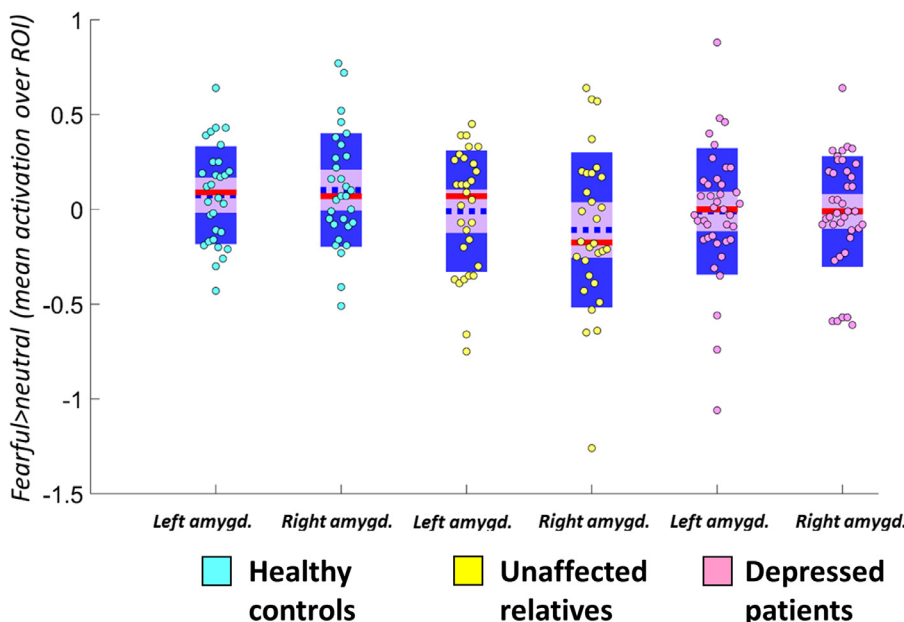 Fearful>neutral (mean activation over ROI)
1
0.5
0
-0.5
-1
-1.5
Left amygd.
Right amygd.
Left amygd.
Right amygd.
Left amygd.
Right amygd.
Healthy
controls
Unaffected
relatives
Depressed
patients